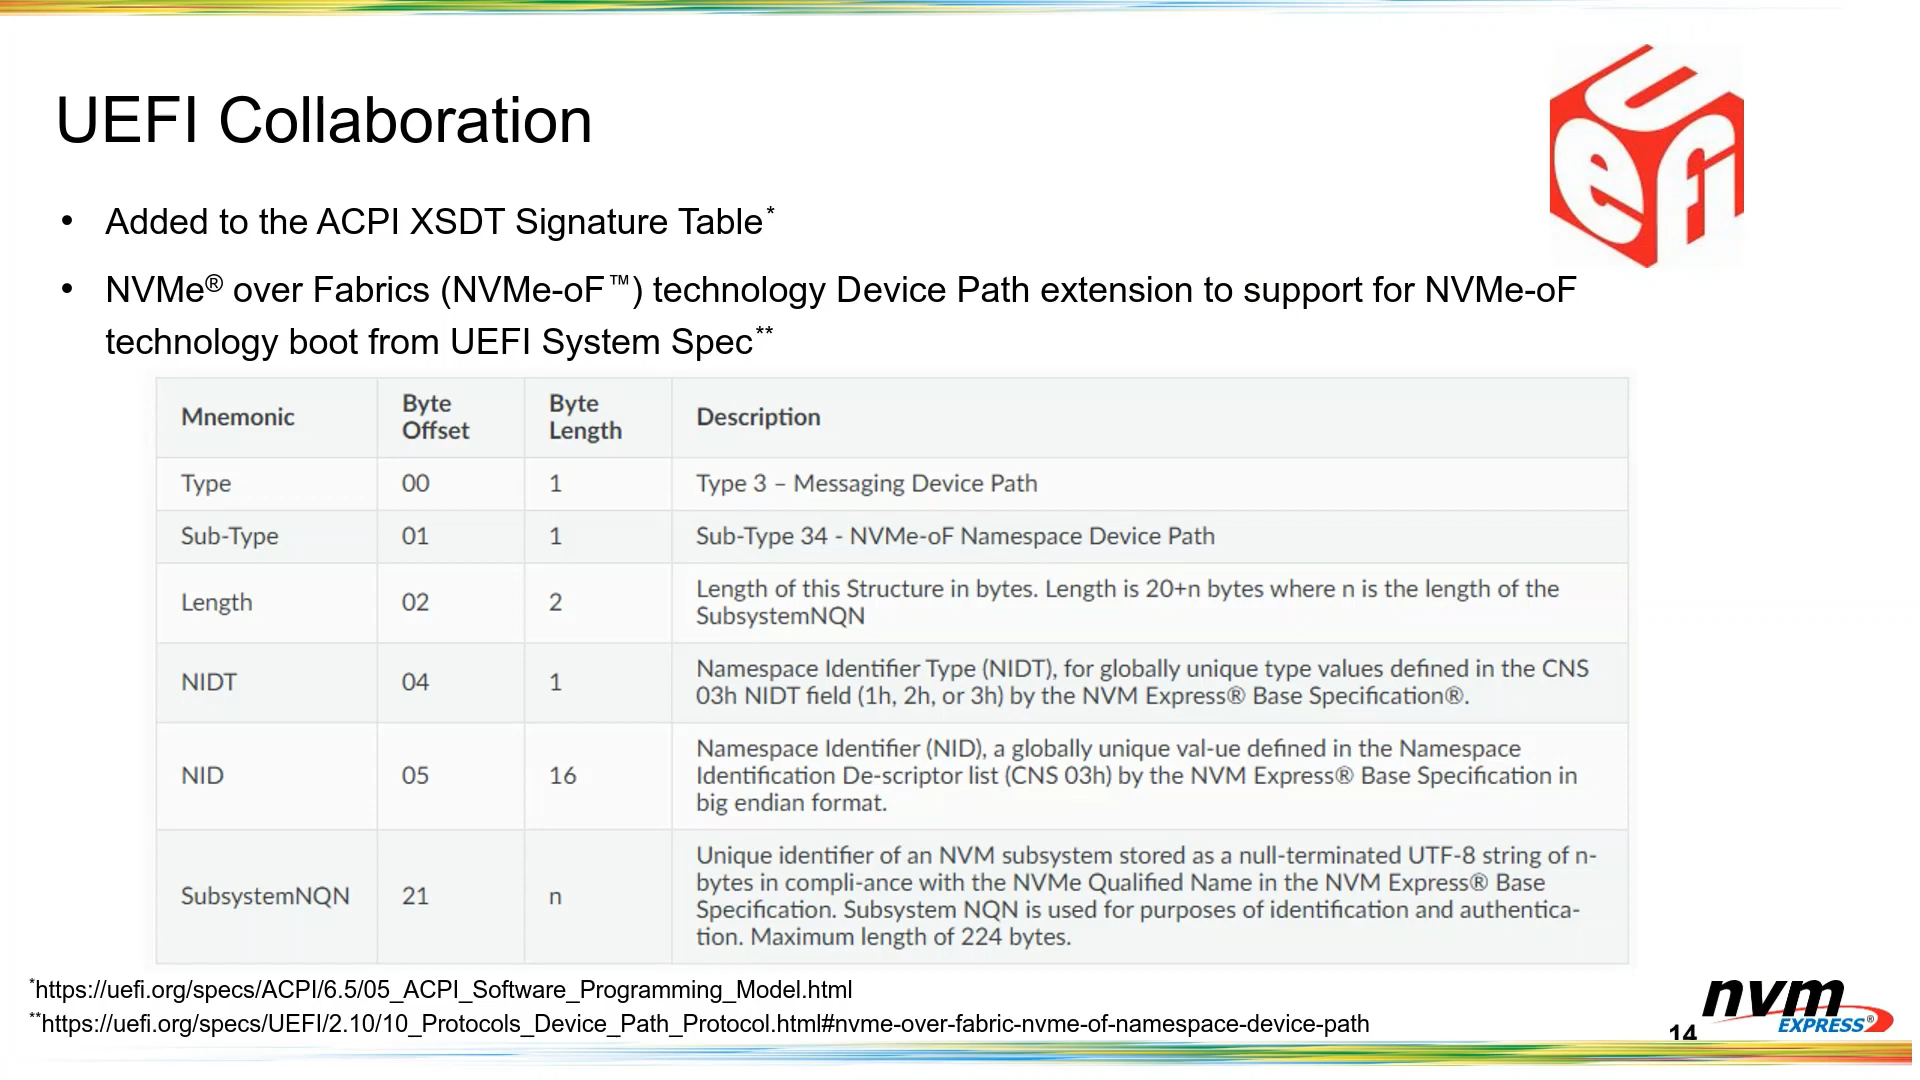 uefi
UEFI Collaboration
• Added to the ACPI XSDT Signature Table*
• NVMe® over Fabrics (NVMe-oF™) technology Device Path extension to support for NVMe-oF
technology boot from UEFI System Spec**
Mnemonic Byte Offset Byte Length Description
Type 00 1 Type 3 – Messaging Device Path
Sub-Type 01 1 Sub-Type 34 - NVMe-oF Namespace Device Path
Length 02 2 Length of this Structure in bytes. Length is 20+n bytes where n is the length of the
SubsystemNQN
NIDT 04 1 Namespace Identifier Type (NIDT), for globally unique type values defined in the CNS
03h NIDT field (1h, 2h, or 3h) by the NVM Express® Base Specification®.
NID 05 16 Namespace Identifier (NID), a globally unique val-ue defined in the Namespace
Identification De-scriptor list (CNS 03h) by the NVM Express® Base Specification in
big endian format.
SubsystemNQN 21 n Unique identifier of an NVM subsystem stored as a null-terminated UTF-8 string of n-
bytes in compli-ance with the NVMe Qualified Name in the NVM Express® Base
Specification. Subsystem NQN is used for purposes of identification and authentica-
tion. Maximum length of 224 bytes.
*https://uefi.org/specs/ACPI/6.5/05_ACPI_Software_Programming_Model.html
**https://uefi.org/specs/UEFI/2.10/10_Protocols_Device_Path_Protocol.html#nvme-over-fabric-nvme-of-namespace-device-path
14
nvm
EXPRESS®